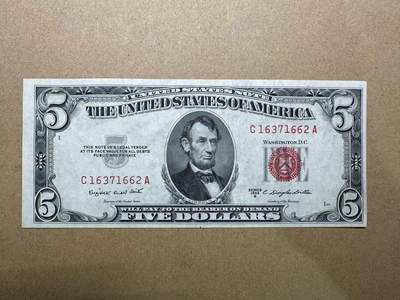 UNITED STATES NOTE
THE UNITED STATES OF AMERICA
5
5
C 16371662 A
THIS NOTE IS A LEGAL TENDER
AT ITS FACE VALUE FOR ALL DEBTS
PUBLIC AND PRIVATE
WASHINGTON, D.C.
C 16371662 A
SERIES
1953
5
5
WILL PAY TO THE BEARER ON DEMAND
FIVE DOLLARS